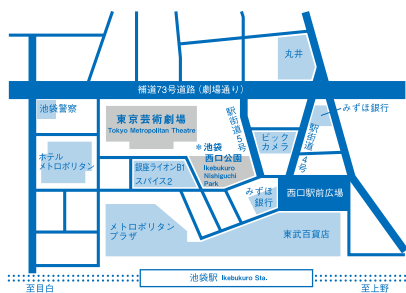 丸井
補道73号道路(劇場通り)
池袋警察
東京芸術劇場
Tokyo Metropolitan Theatre
駅街道5号
みずほ銀行
ビック
カメラ
駅街道4号
*池袋
西口公園
Ikebukuro
Nishiguchi
Park
ホテル
メトロポリタン
銀座ライオンB1
スパイス2
みずほ
銀行
西口駅前広場
メトロポリタン
プラザ
東武百貨店
池袋駅 Ikebukuro Sta.
至目白
至上野